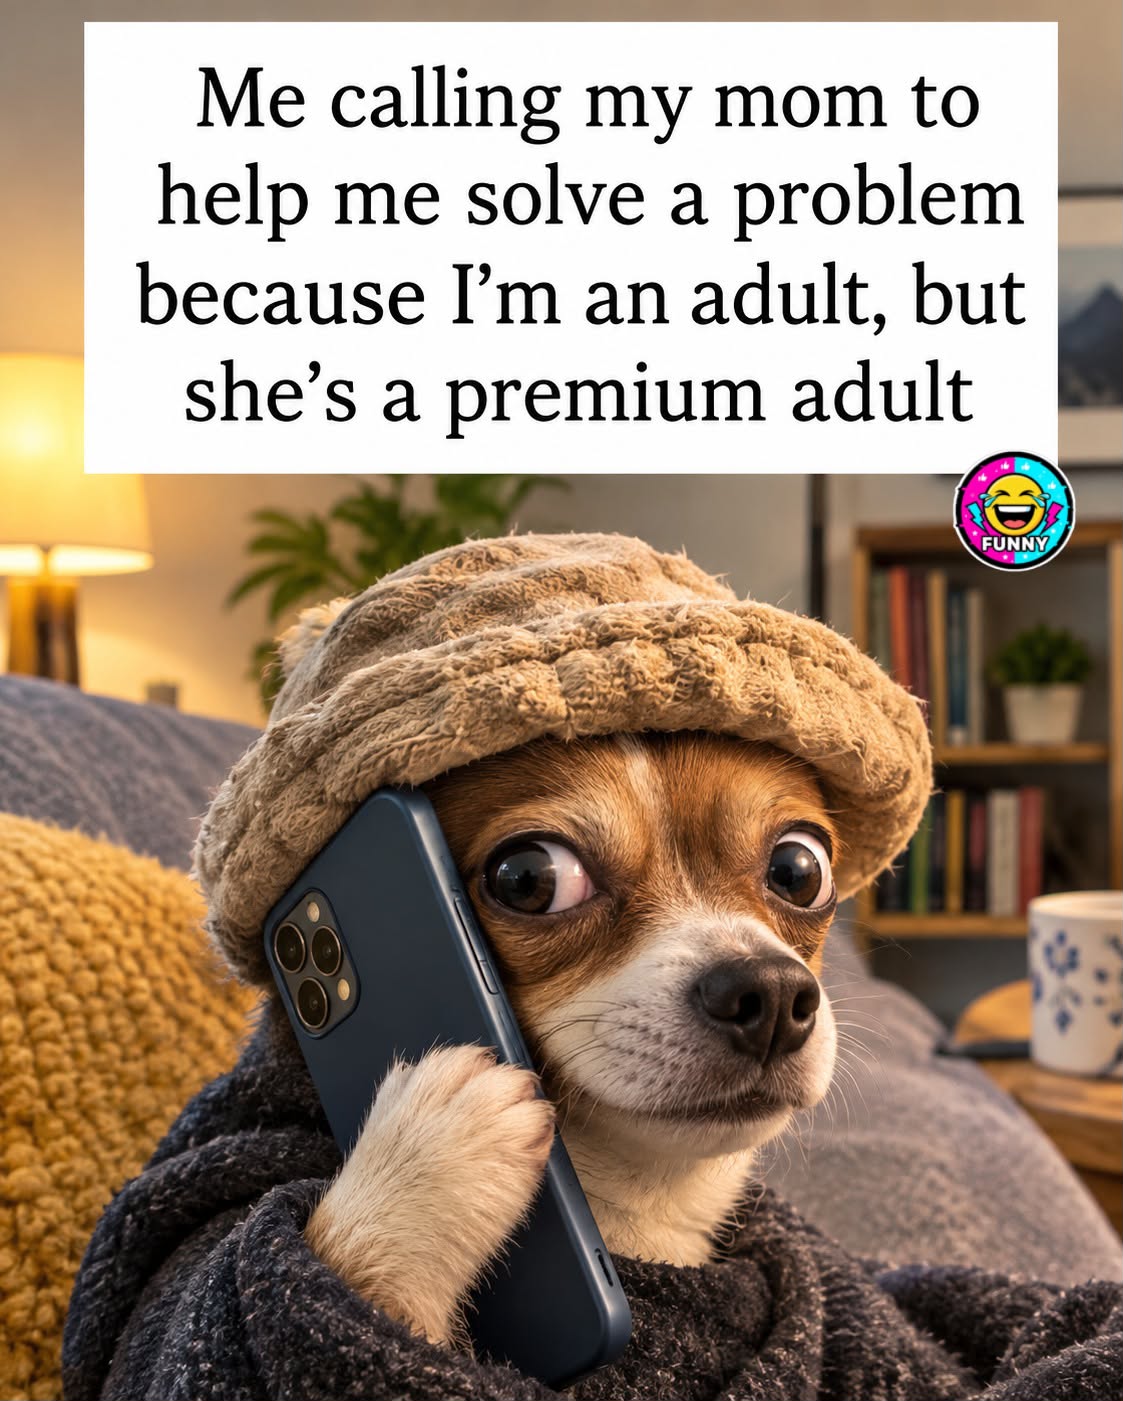 Me calling my mom to
help me solve a problem
because I’m an adult, but
she’s a premium adult
FUNNY